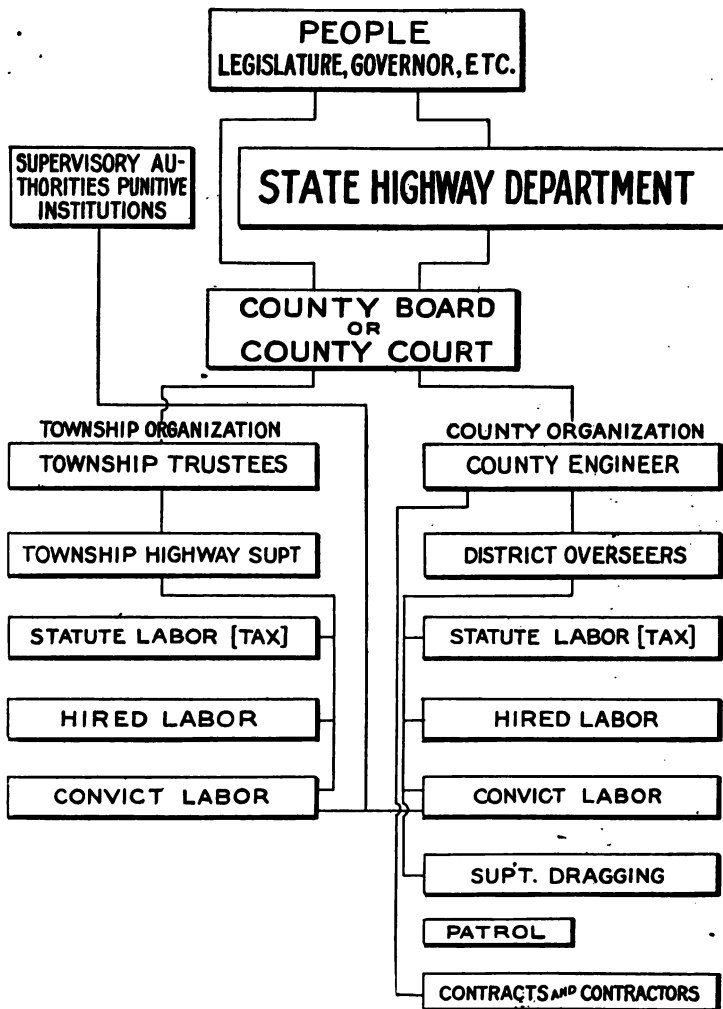 PEOPLE
LEGISLATURE, GOVERNOR, ETC.
SUPERVISORY AU-
THORITIES PUNITIVE
INSTITUTIONS
STATE HIGHWAY DEPARTMENT
COUNTY BOARD
OR
COUNTY COURT
TOWNSHIP ORGANIZATION
TOWNSHIP TRUSTEES
TOWNSHIP HIGHWAY SUPT
STATUTE LABOR [TAX]
HIRED LABOR
CONVICT LABOR
COUNTY ORGANIZATION
COUNTY ENGINEER
DISTRICT OVERSEERS
STATUTE LABOR [TAX]
HIRED LABOR
CONVICT LABOR
SUP'T. DRAGGING
PATROL
CONTRACTS AND CONTRACTORS